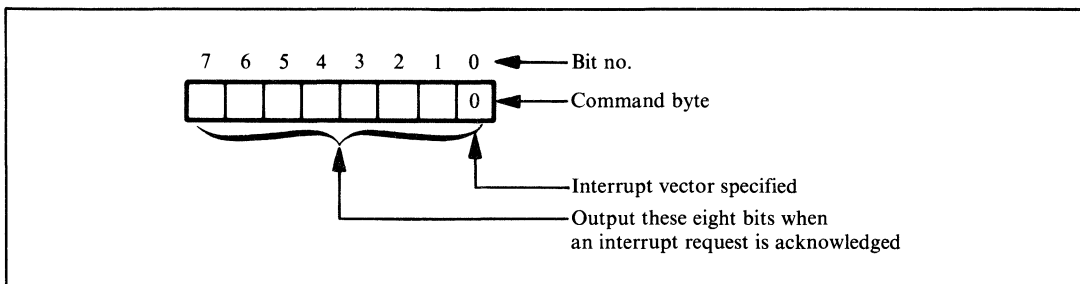 7 6 5 4 3 2 1 0 Bit no.
0 Command byte
Interrupt vector specified
Output these eight bits when
an interrupt request is acknowledged